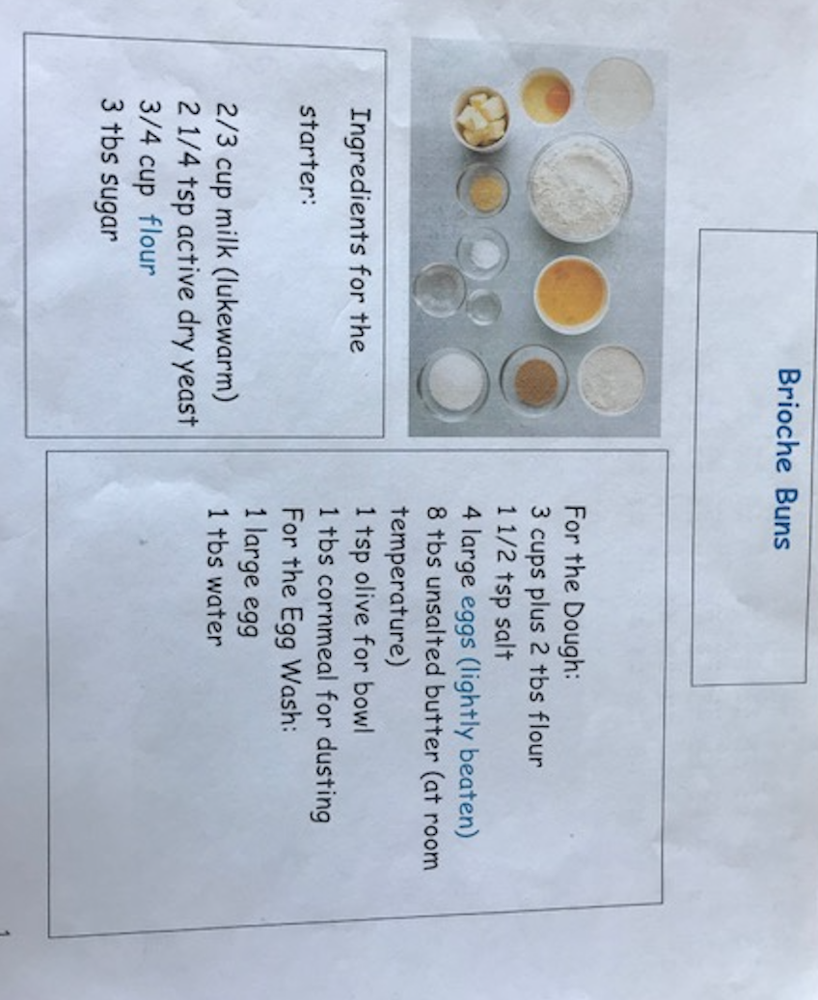 Brioche Buns
Ingredients for the
starter:
2/3 cup milk (lukewarm)
2 1/4 tsp active dry yeast
3/4 cup flour
3 tbs sugar
For the Dough:
3 cups plus 2 tbs flour
1 1/2 tsp salt
4 large eggs (lightly beaten)
8 tbs unsalted butter (at room
temperature)
1 tsp olive for bowl
1 tbs cornmeal for dusting
For the Egg Wash:
1 large egg
1 tbs water
1